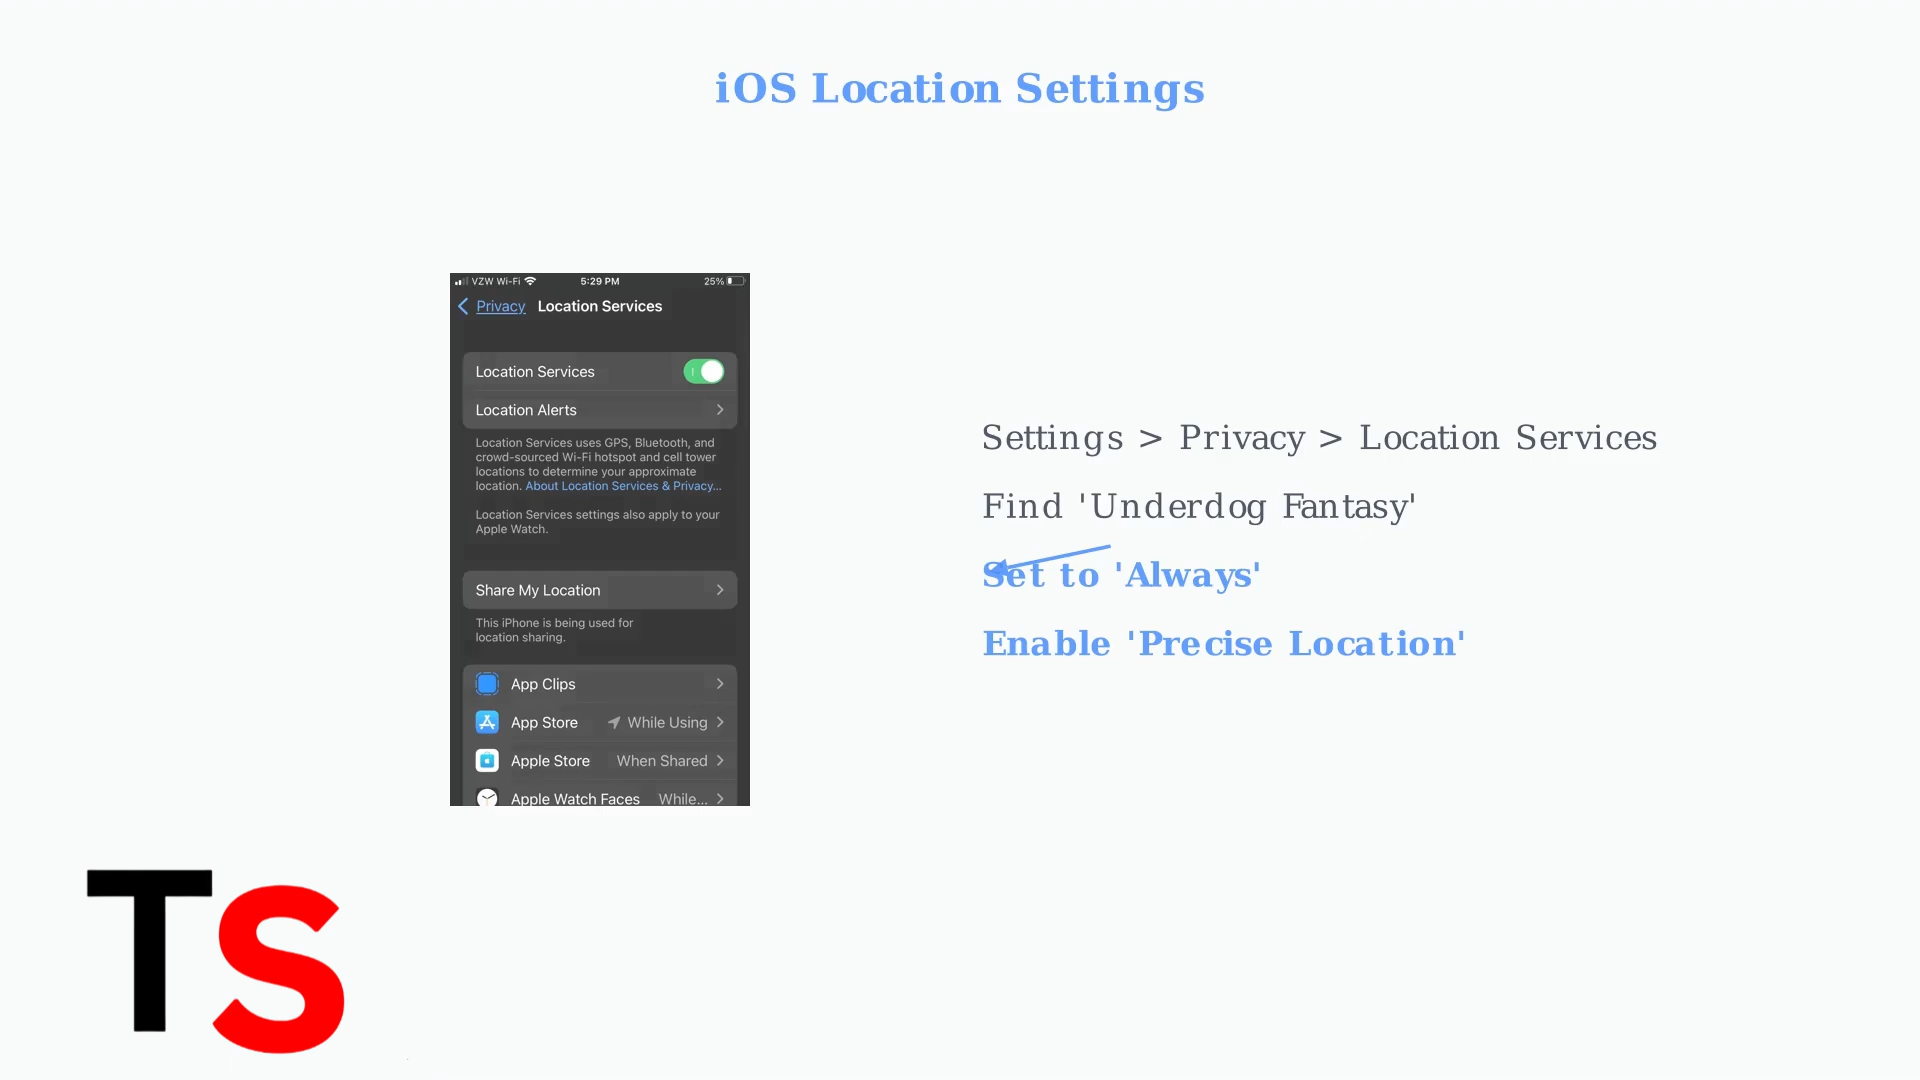 iOS Location Settings
VZW Wi-Fi 5:29 PM 25%
Privacy Location Services
Location Services
Location Alerts
Location Services uses GPS, Bluetooth, and
crowd-sourced Wi-Fi hotspot and cell tower
locations to determine your approximate
location. About Location Services & Privacy...
Location Services settings also apply to your
Apple Watch.
Share My Location
This iPhone is being used for
location sharing.
App Clips
App Store While Using
Apple Store When Shared
Apple Watch Faces While...
Settings > Privacy > Location Services
Find 'Underdog Fantasy'
Set to 'Always'
Enable 'Precise Location'
TS